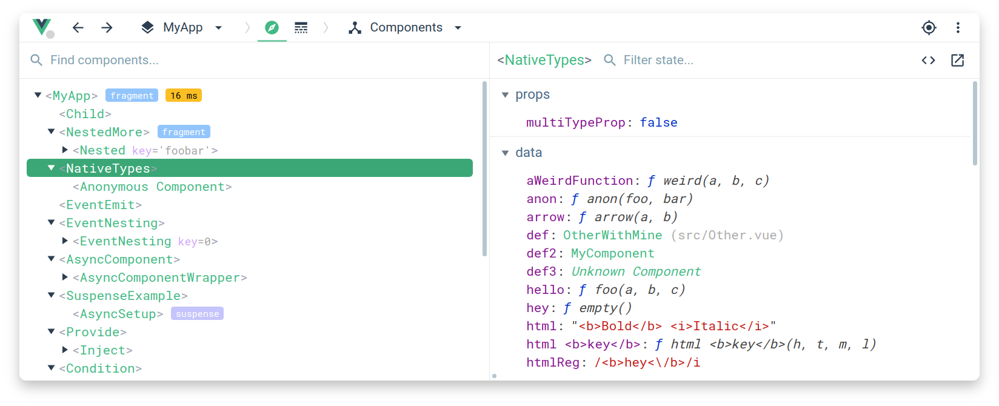 MyApp Components
Find components...
<MyApp> fragment 16 ms
<Child>
<NestedMore> fragment
<Nested key='foobar'>
<NativeTypes>
<Anonymous Component>
<EventEmit>
<EventNesting>
<EventNesting key=0>
<AsyncComponent>
<AsyncComponentWrapper>
<SuspenseExample>
<AsyncSetup> suspense
<Provide>
<Inject>
<Condition>
<NativeTypes> Filter state...
props
multiTypeProp: false
data
aWeirdFunction: ƒ weird(a, b, c)
anon: ƒ anon(foo, bar)
arrow: ƒ arrow(a, b)
def: OtherWithMine (src/Other.vue)
def2: MyComponent
def3: Unknown Component
hello: ƒ foo(a, b, c)
hey: ƒ empty()
html: "<b>Bold</b> <i>Italic</i>"
html <b>key</b>: ƒ html <b>key</b>(h, t, m, l)
htmlReg: /<b>hey<\/b>/i